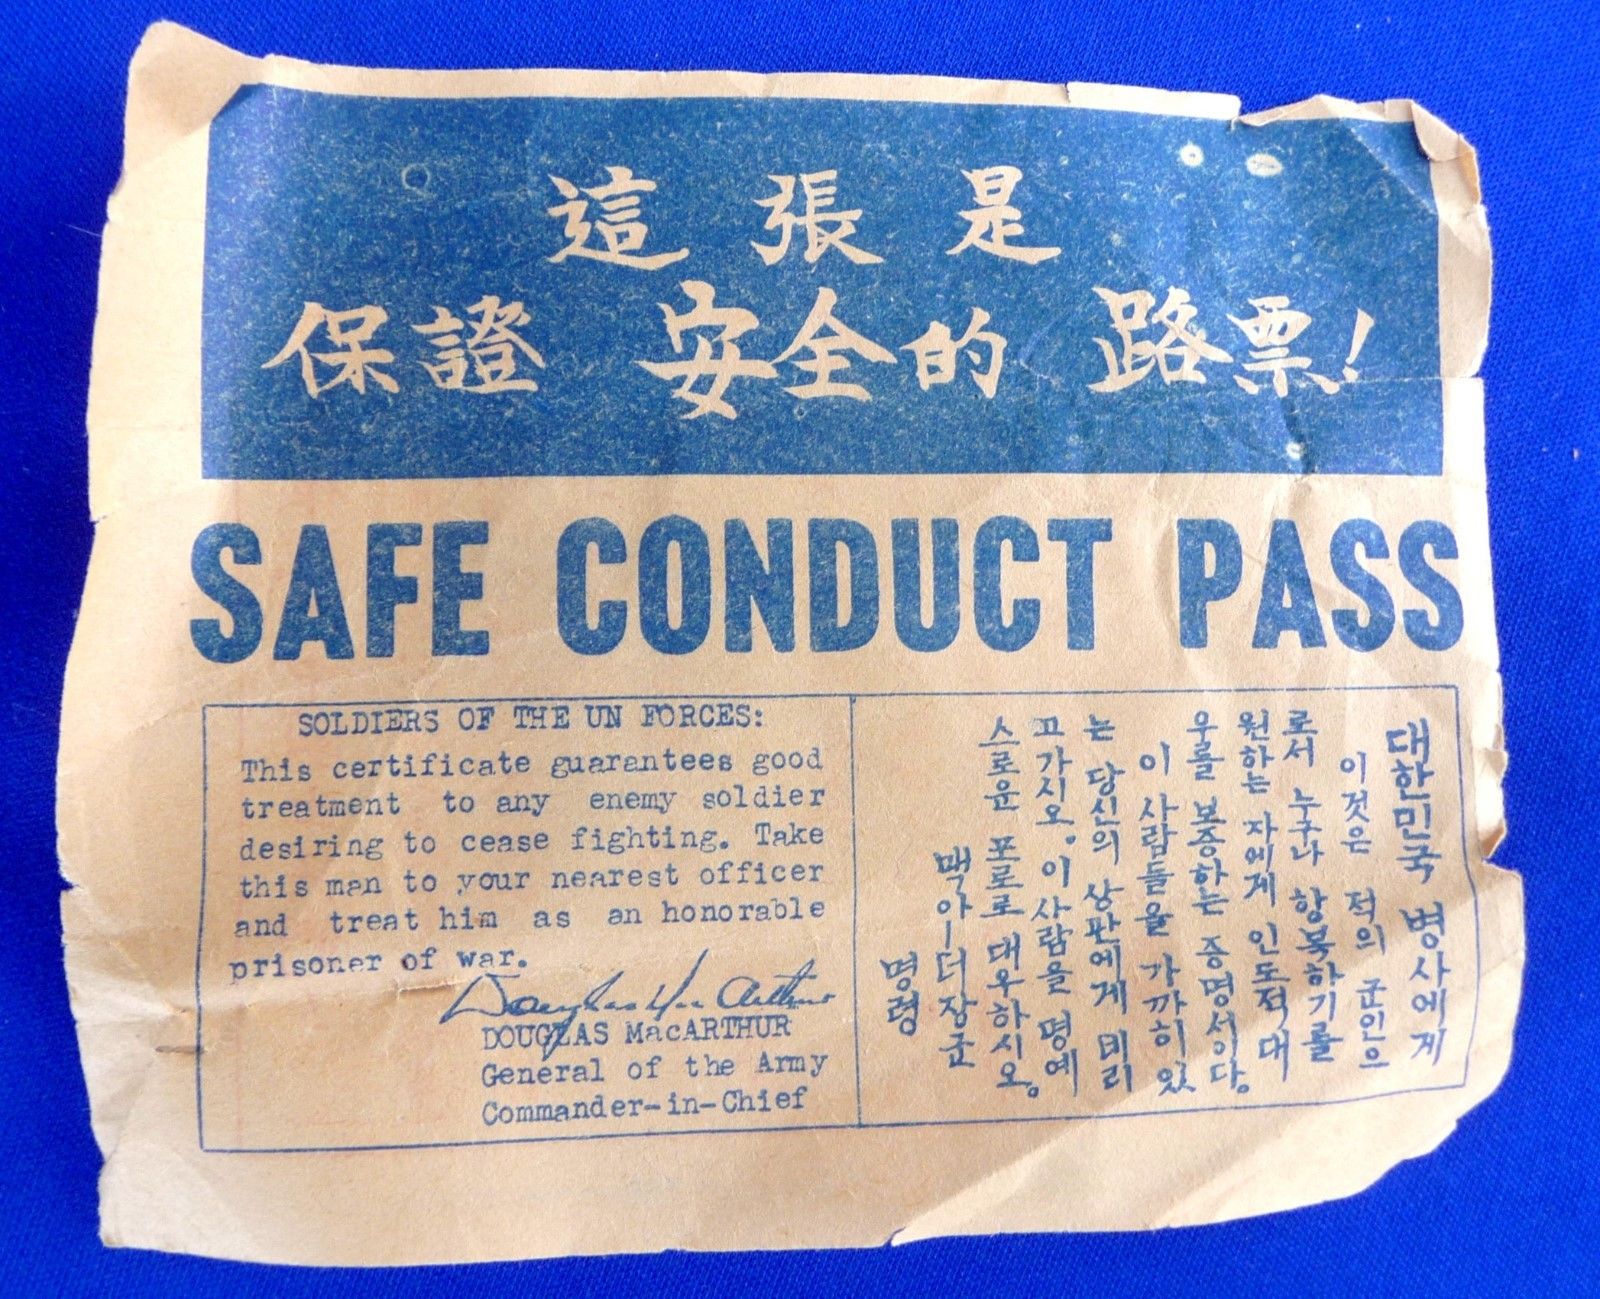 這張是
保證 安全的 路票!
SAFE CONDUCT PASS
SOLDIERS OF THE UN FORCES:
This certificate guarantees good
treatment to any enemy soldier
desiring to cease fighting. Take
this man to your nearest officer
and treat him as an honorable
prisoner of war.
Douglas MacArthur
DOUGLAS MacARTHUR
General of the Army
Commander-in-Chief
대한민국 병사에게
이것은 적의 군인으
로서 누구나 항복하기를
원하는 자에게 인도적 대
우를 보증하는 증명서이다.
이 사람들을 가까히 있
는 당신의 상판에게 데리
고 가시오. 이 사람을 명예
스로운 포로로 대우하시오.
맥아-더 장군
명령